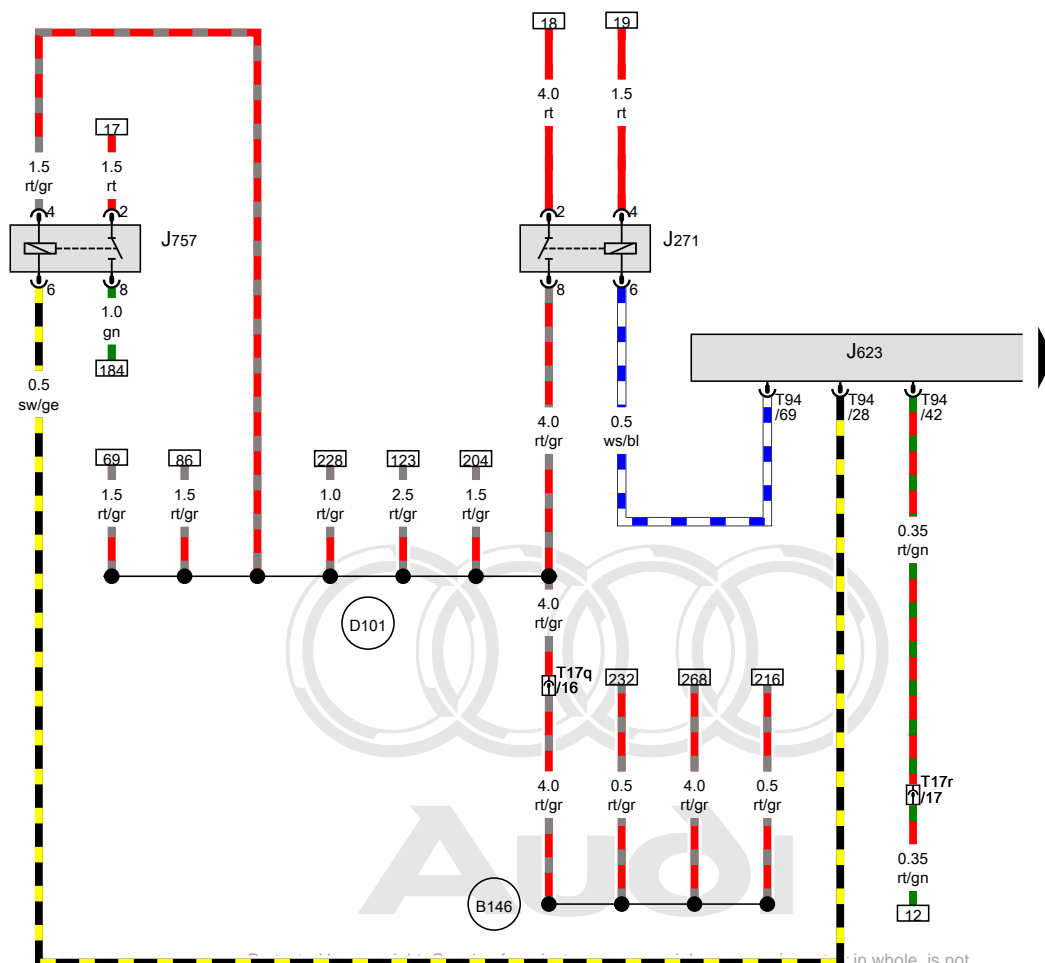 18 19
4.0 1.5
rt rt
17
1.5 1.5
rt/gr rt
4 2 J757
2 4 J271
6 8
8 6
1.0
gn
184
J623
0.5
sw/ge
T94 T94 T94
/69 /28 /42
4.0 0.5
rt/gr ws/bl
69 86 228 123 204
1.5 1.5 1.0 2.5 1.5
rt/gr rt/gr rt/gr rt/gr rt/gr
0.35
rt/gn
4.0
rt/gr
D101
T17q
/16
232 268 216
4.0 0.5 4.0 0.5
rt/gr rt/gr rt/gr rt/gr
T17r
/17
0.35
rt/gn
B146
12
Audi
in whole, is not